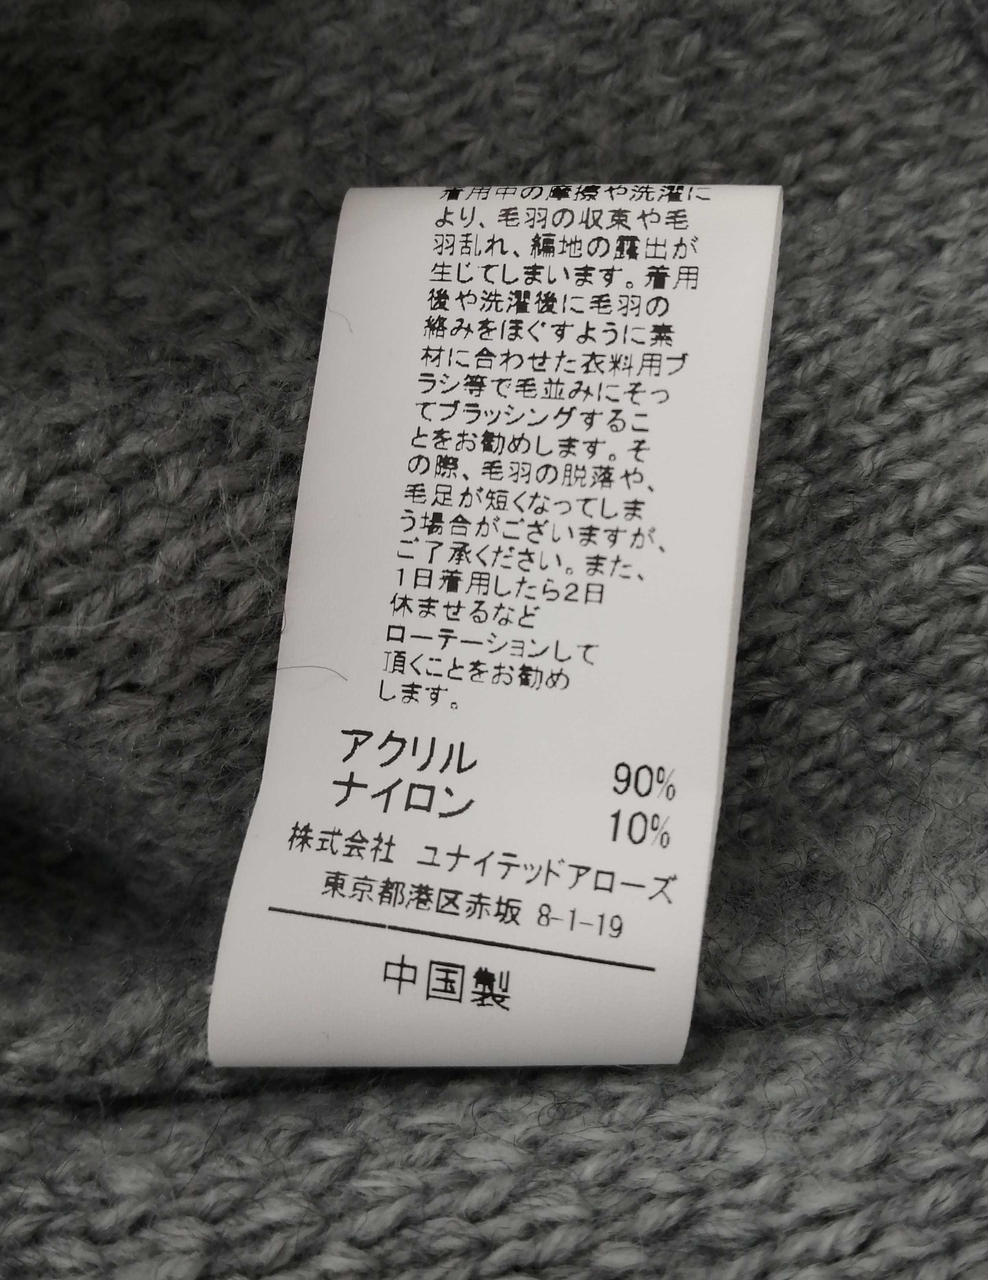 着用中の摩擦や洗濯に
より、毛羽の収束や毛
羽乱れ、編地の露出が
生じてしまいます。着用
後や洗濯後に毛羽の
絡みをほぐすように素
材に合わせた衣料用ブ
ラシ等で毛並みにそっ
てブラッシングするこ
とをお勧めします。そ
の際、毛羽の脱落や、
毛足が短くなってしま
う場合がございますが、
ご了承ください。また、
1日着用したら2日
休ませるなど
ローテーションして
頂くことをお勧め
します。
アクリル 90%
ナイロン 10%
株式会社 ユナイテッドアローズ
東京都港区赤坂 8-1-19
中国製